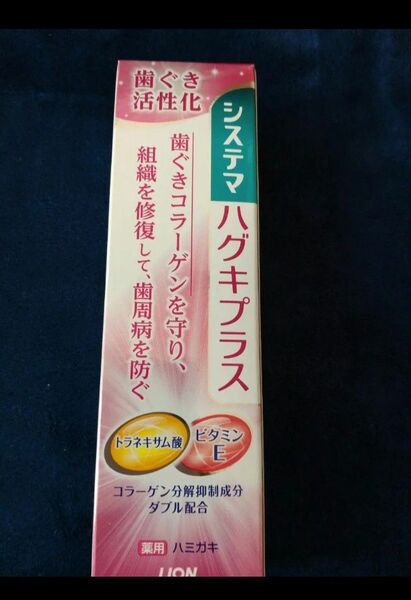 歯ぐき
活性化
システマ
ハグキプラス
歯ぐきコラーゲンを守り、
組織を修復して、歯周病を防ぐ
トラネキサム酸
ビタミン
E
コラーゲン分解抑制成分
ダブル配合
薬用 ハミガキ
LION